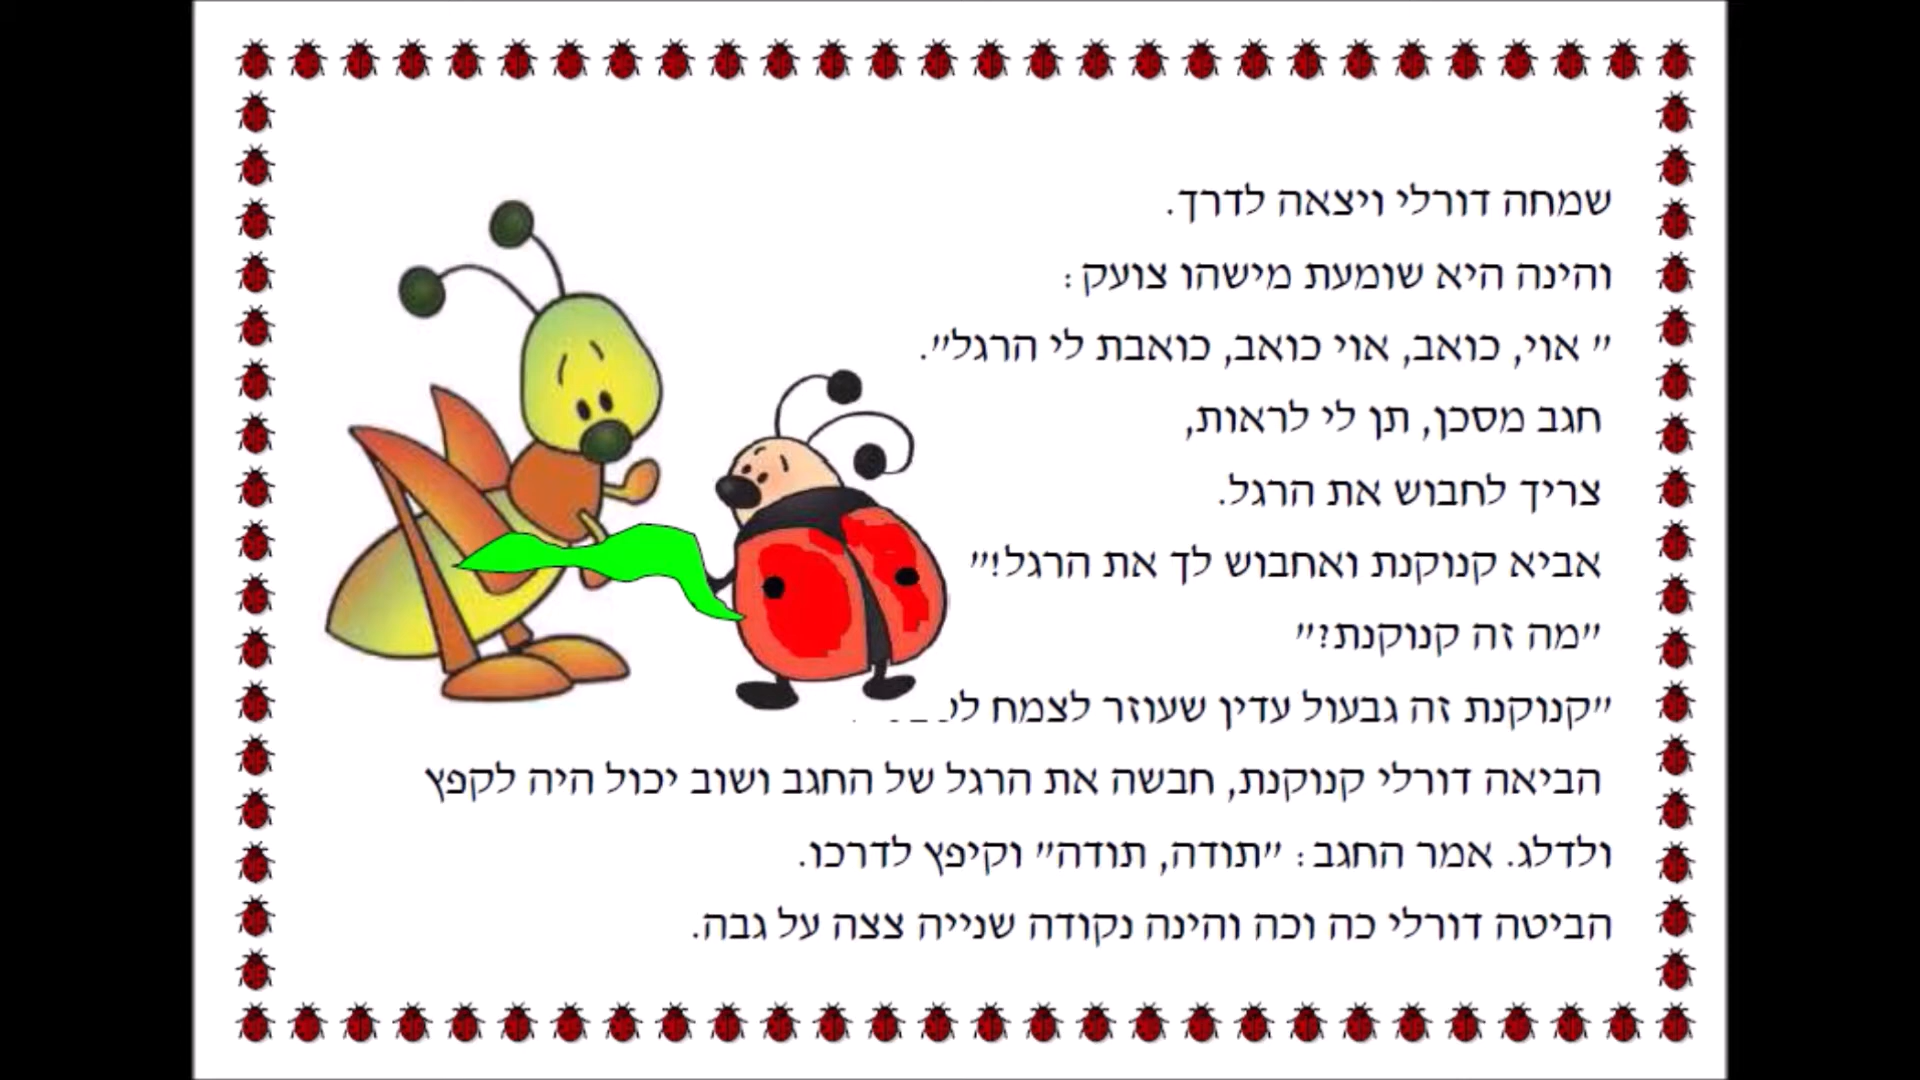 שמחה דורלי ויצאה לדרך.
והינה היא שומעת מישהו צועק:
" אוי, כואב, אוי כואב, כואבת לי הרגל".
חגב מסכן, תן לי לראות,
צריך לחבוש את הרגל.
אביא קנוקנת ואחבוש לך את הרגל!"
"מה זה קנוקנת?"
"קנוקנת זה גבעול עדין שעוזר לצמח
הביאה דורלי קנוקנת, חבשה את הרגל של החגב ושוב יכול היה לקפץ
ולדלג. אמר החגב: "תודה, תודה" וקיפץ לדרכו.
הביטה דורלי כה וכה והינה נקודה שנייה צצה על גבה.